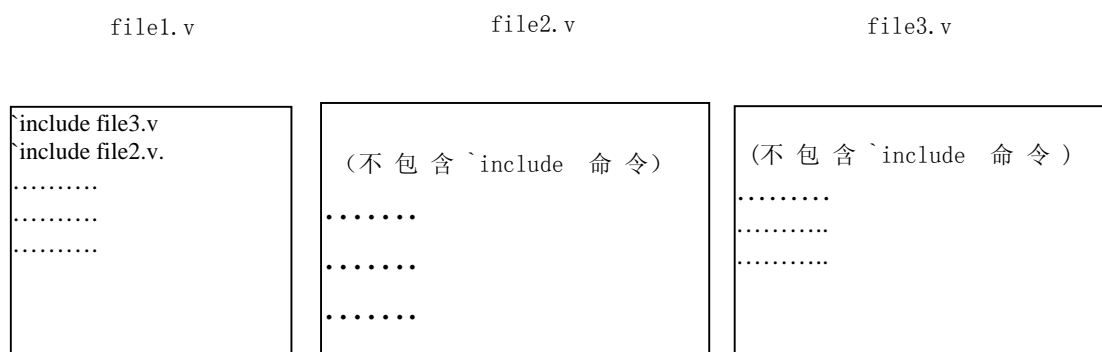 file1.v
file2.v
file3.v
`include file3.v
`include file2.v.
……….
……….
……….
（不 包 含 `include 命 令）
.......
.......
.......
(不 包 含 `include 命 令 )
………
………..
………..